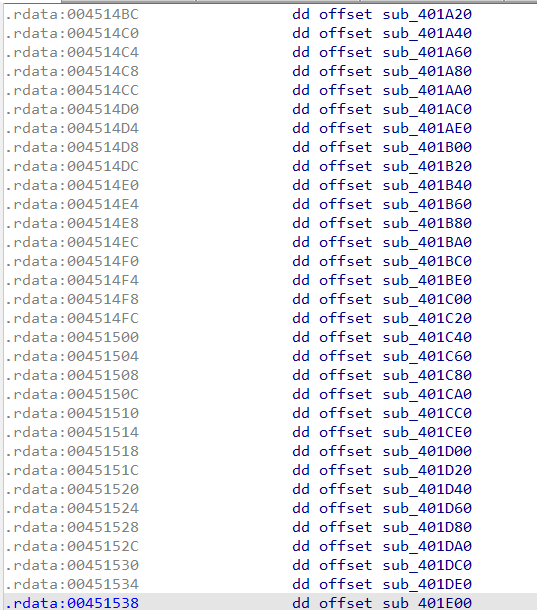 .rdata:004514BC dd offset sub_401A20
.rdata:004514C0 dd offset sub_401A40
.rdata:004514C4 dd offset sub_401A60
.rdata:004514C8 dd offset sub_401A80
.rdata:004514CC dd offset sub_401AA0
.rdata:004514D0 dd offset sub_401AC0
.rdata:004514D4 dd offset sub_401AE0
.rdata:004514D8 dd offset sub_401B00
.rdata:004514DC dd offset sub_401B20
.rdata:004514E0 dd offset sub_401B40
.rdata:004514E4 dd offset sub_401B60
.rdata:004514E8 dd offset sub_401B80
.rdata:004514EC dd offset sub_401BA0
.rdata:004514F0 dd offset sub_401BC0
.rdata:004514F4 dd offset sub_401BE0
.rdata:004514F8 dd offset sub_401C00
.rdata:004514FC dd offset sub_401C20
.rdata:00451500 dd offset sub_401C40
.rdata:00451504 dd offset sub_401C60
.rdata:00451508 dd offset sub_401C80
.rdata:0045150C dd offset sub_401CA0
.rdata:00451510 dd offset sub_401CC0
.rdata:00451514 dd offset sub_401CE0
.rdata:00451518 dd offset sub_401D00
.rdata:0045151C dd offset sub_401D20
.rdata:00451520 dd offset sub_401D40
.rdata:00451524 dd offset sub_401D60
.rdata:00451528 dd offset sub_401D80
.rdata:0045152C dd offset sub_401DA0
.rdata:00451530 dd offset sub_401DC0
.rdata:00451534 dd offset sub_401DE0
.rdata:00451538 dd offset sub_401E00